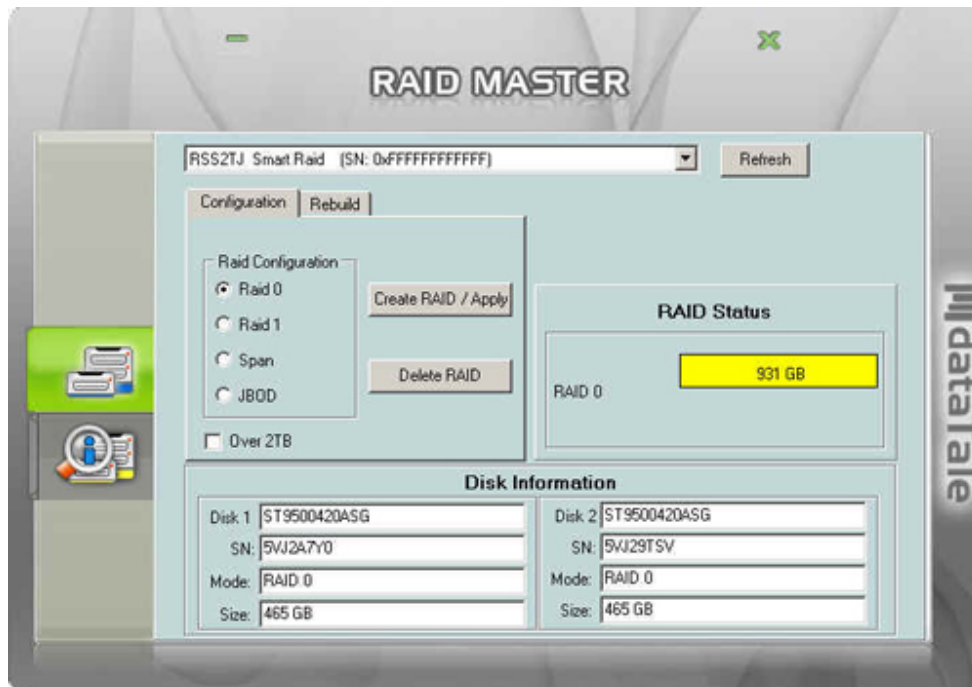 RAID MASTER
RSS2TJ Smart Raid (SN: 0xFFFFFFFFFFFF)
Refresh
Configuration
Rebuild
Raid Configuration
Raid 0
Raid 1
Span
JBOD
Create RAID / Apply
Delete RAID
Over 2TB
RAID Status
RAID 0
931 GB
Disk Information
Disk 1 ST9500420ASG
SN: 5VJ2A7Y0
Mode: RAID 0
Size: 465 GB
Disk 2 ST9500420ASG
SN: 5VJ29TSV
Mode: RAID 0
Size: 465 GB
datatale